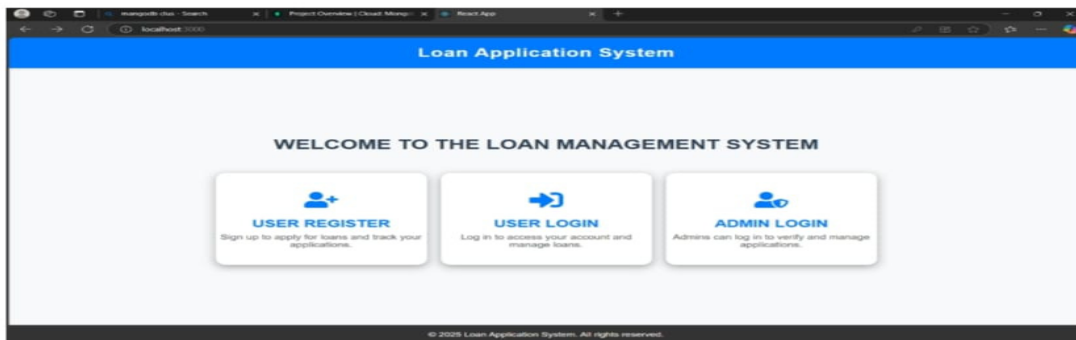 mangodb clus - Search
Project Overview | Cloud: Mong
React App
localhost:3000
Loan Application System
WELCOME TO THE LOAN MANAGEMENT SYSTEM
USER REGISTER
Sign up to apply for loans and track your
applications.
USER LOGIN
Log in to access your account and
manage loans.
ADMIN LOGIN
Admins can log in to verify and manage
applications.
© 2025 Loan Application System. All rights reserved.